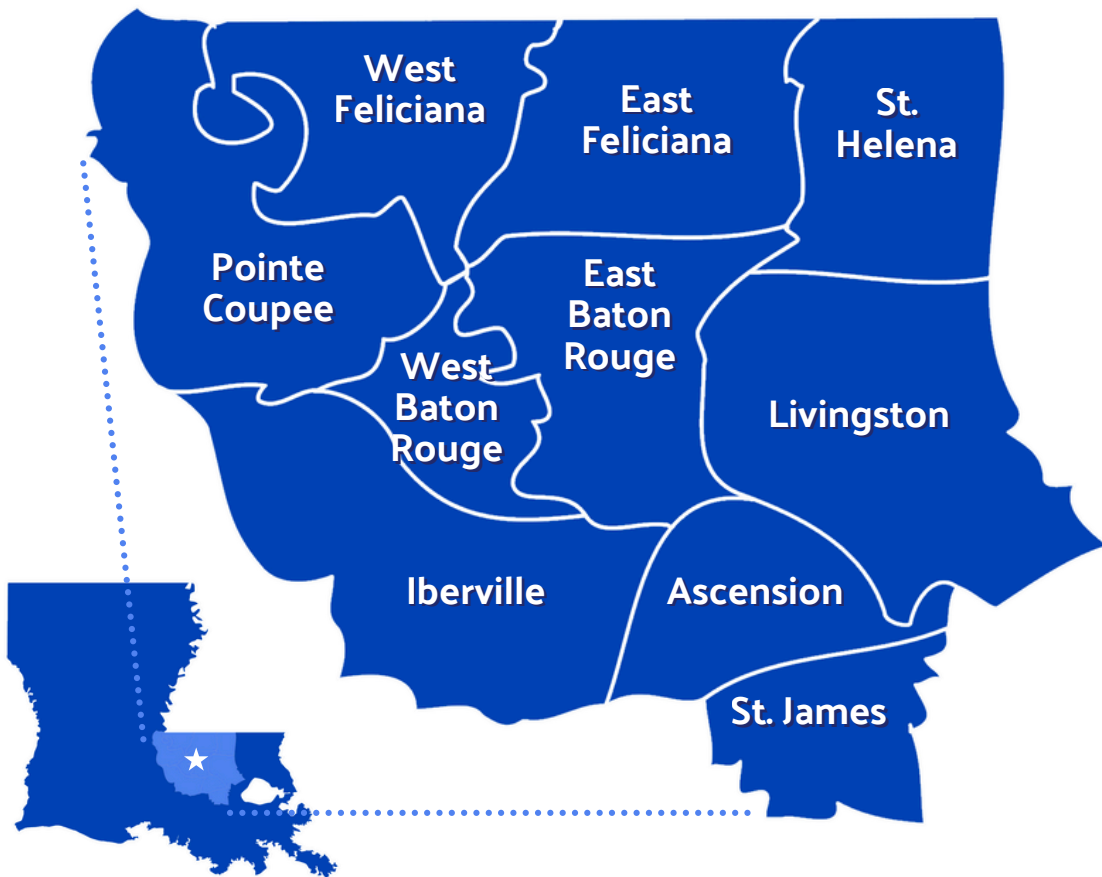 West
Feliciana
East
Feliciana
St.
Helena
Pointe
Coupee
East
Baton
Rouge
West
Baton
Rouge
Livingston
Iberville
Ascension
St. James